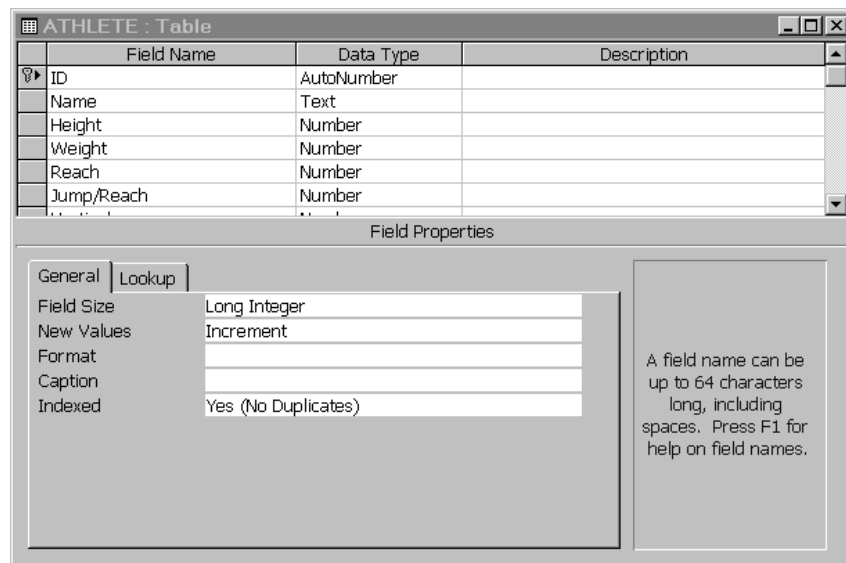 ATHLETE : Table
Field Name Data Type Description
ID AutoNumber
Name Text
Height Number
Weight Number
Reach Number
Jump/Reach Number
Field Properties
General Lookup
Field Size Long Integer
New Values Increment
Format
Caption
Indexed Yes (No Duplicates)
A field name can be
up to 64 characters
long, including
spaces. Press F1 for
help on field names.